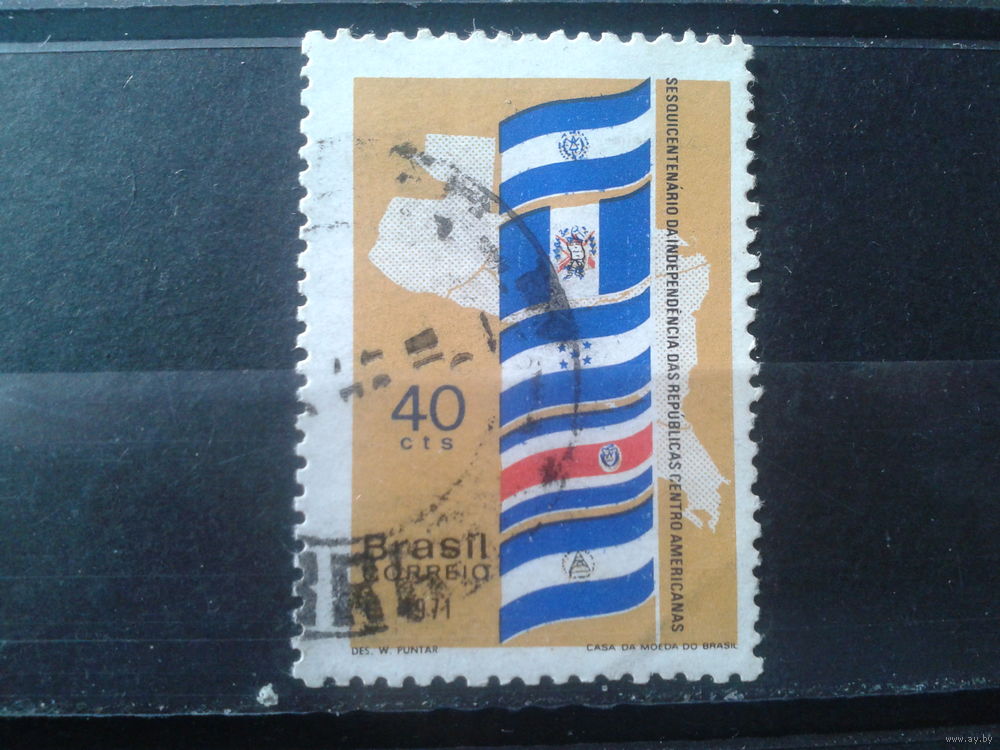 SESQUICENTENÁRIO DA INDEPENDÊNCIA DAS REPÚBLICAS CENTRO AMERICANAS
40
cts
Brasil
CORREIO
1971
DES. W. PUNTAR
CASA DA MOEDA DO BRASIL
www.ay.by